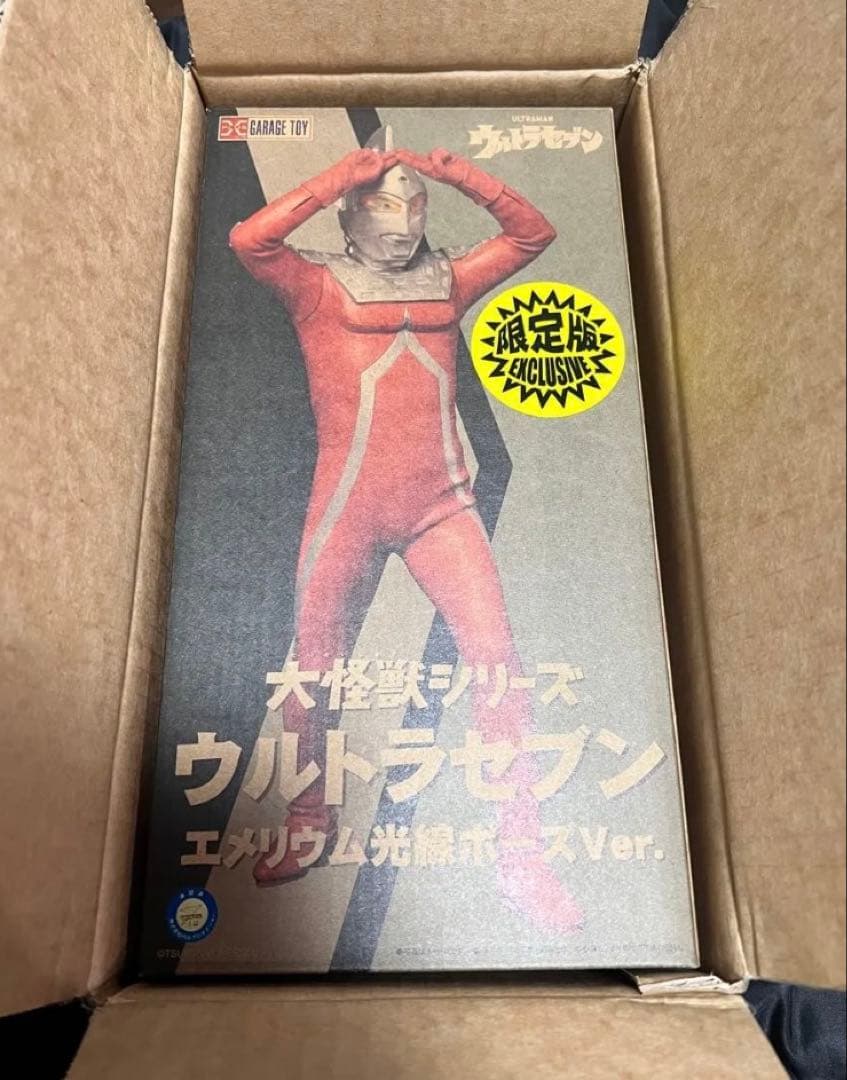 GARAGE TOY
ULTRAMAN
ウルトラセブン
限定版
EXCLUSIVE
大怪獣シリーズ
ウルトラセブン
エメリウム光線ポーズVer.